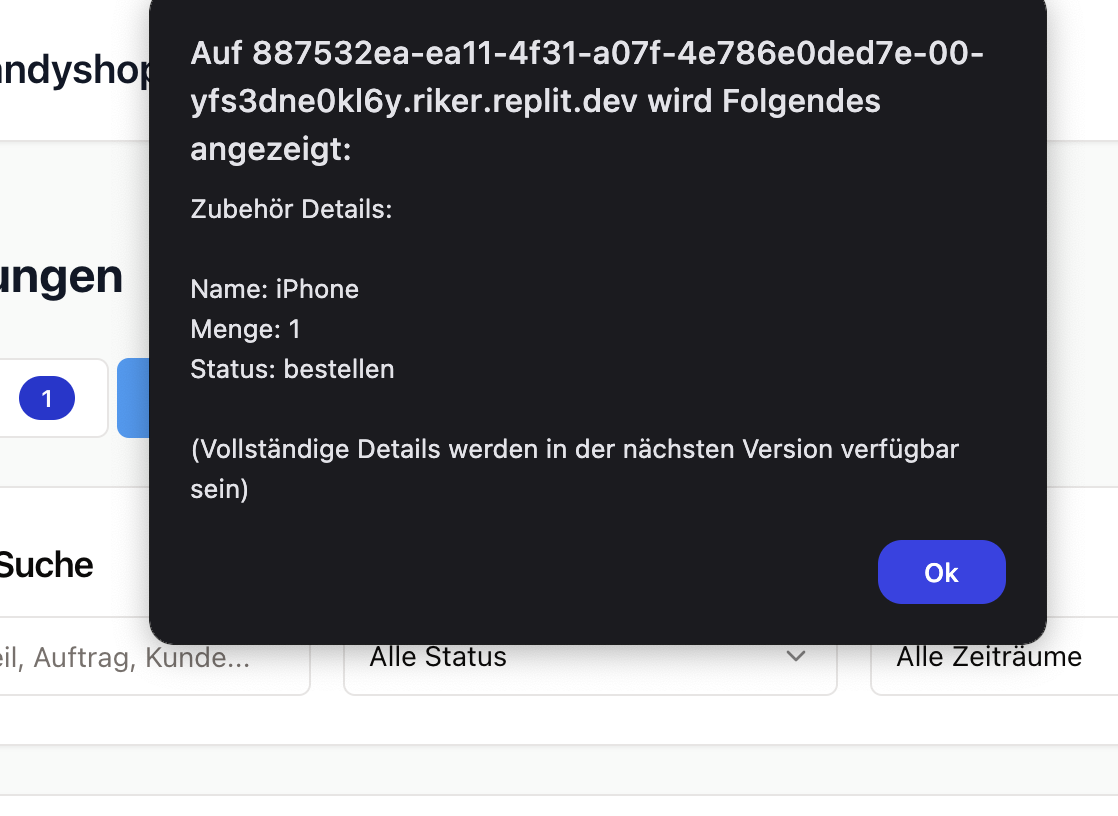 Auf 887532ea-ea11-4f31-a07f-4e786e0ded7e-00-
yfs3dne0kl6y.riker.replit.dev wird Folgendes
angezeigt:
Zubehör Details:
Name: iPhone
Menge: 1
Status: bestellen
(Vollständige Details werden in der nächsten Version verfügbar
sein)
Ok
andyshop
ungen
1
Suche
eil, Auftrag, Kunde...
Alle Status
Alle Zeiträume